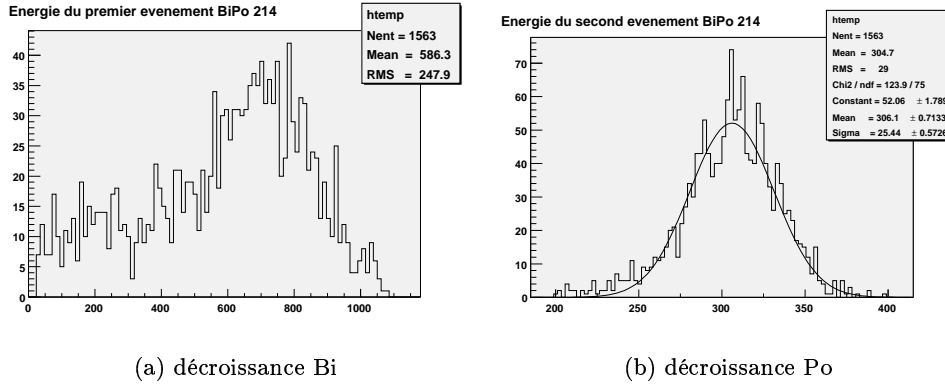 Energie du premier evenement BiPo 214
htemp
Nent = 1563
Mean = 586.3
RMS = 247.9
40
35
30
25
20
15
10
5
0
0 200 400 600 800 1000
(a) décroissance Bi
Energie du second evenement BiPo 214
htemp
Nent = 1563
Mean = 304.7
RMS = 29
Chi2 / ndf = 123.9 / 75
Constant = 52.06 ± 1.789
Mean = 306.1 ± 0.7133
Sigma = 25.44 ± 0.5726
70
60
50
40
30
20
10
0
200 250 300 350 400
(b) décroissance Po